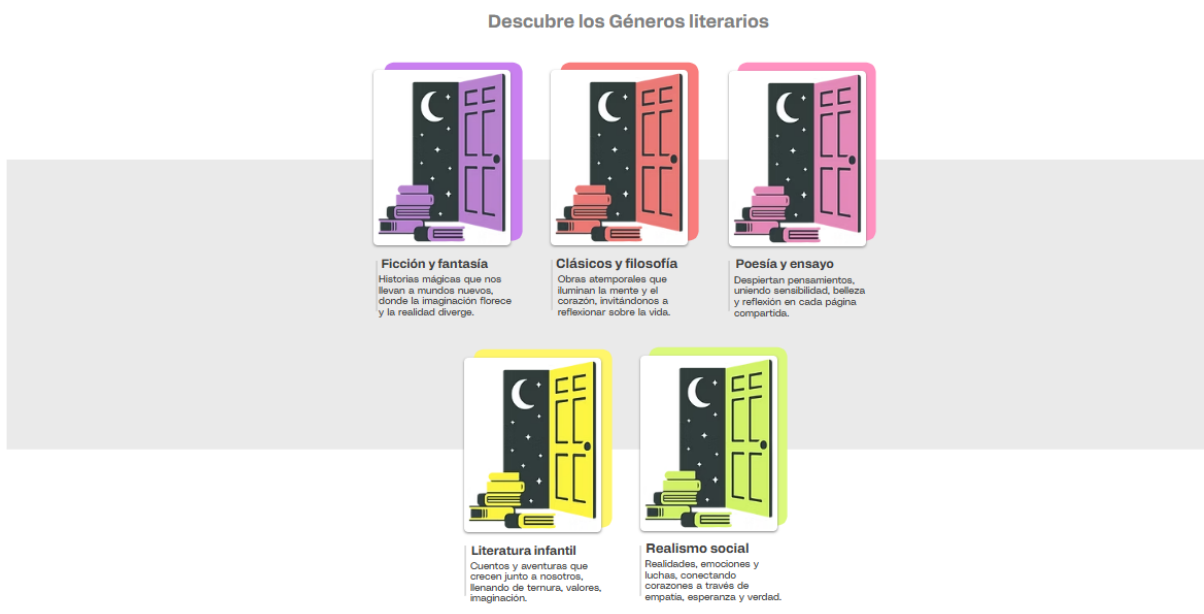 Descubre los Géneros literarios
Ficción y fantasía
Historias mágicas que nos
llevan a mundos nuevos,
donde la imaginación florece
y la realidad diverge.
Clásicos y filosofía
Obras atemporales que
iluminan la mente y el
corazón, invitándonos a
reflexionar sobre la vida.
Poesía y ensayo
Despiertan pensamientos,
uniendo sensibilidad, belleza
y reflexión en cada página
compartida.
Literatura infantil
Cuentos y aventuras que
crecen junto a nosotros,
llenando de ternura, valores,
imaginación.
Realismo social
Realidades, emociones y
luchas, conectando
corazones a través de
empatía, esperanza y verdad.